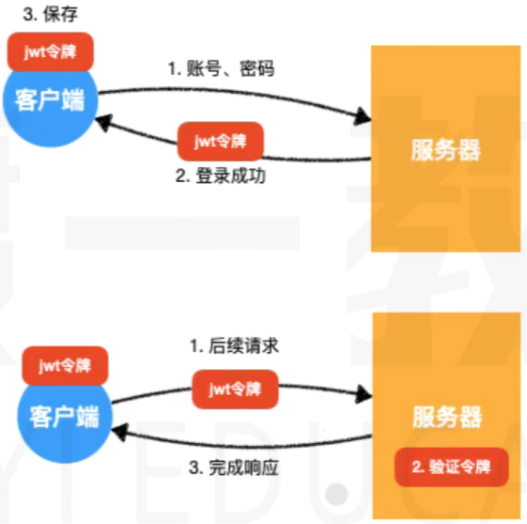 3. 保存
jwt令牌
客户端
1. 账号、密码
jwt令牌
2. 登录成功
服务器
jwt令牌
客户端
1. 后续请求
jwt令牌
3. 完成响应
服务器
2. 验证令牌